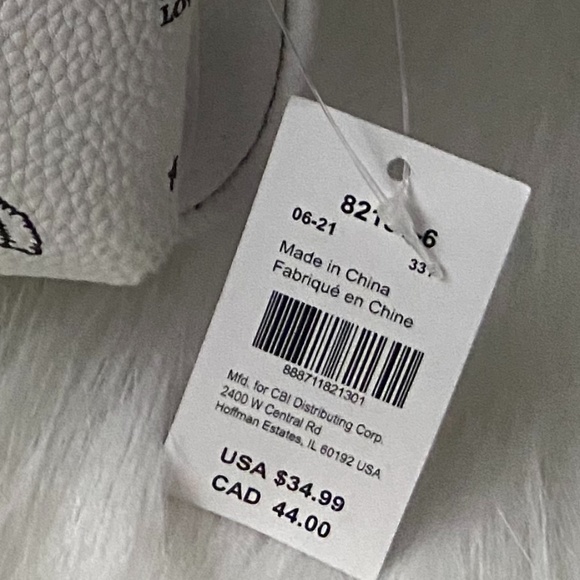 LO
06-21
Made in China
Fabriqué en Chine
888711821301
Mfd. for CBI Distributing Corp.
2400 W Central Rd
Hoffman Estates, IL 60192 USA
USA $34.99
CAD 44.00